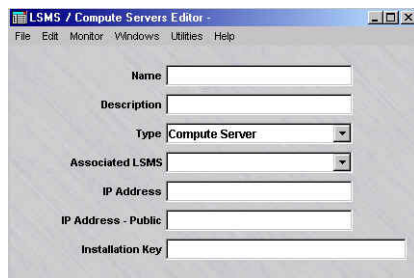 LSMS / Compute Servers Editor -
File Edit Monitor Windows Utilities Help
Name
Description
Type Compute Server
Associated LSMS
IP Address
IP Address - Public
Installation Key